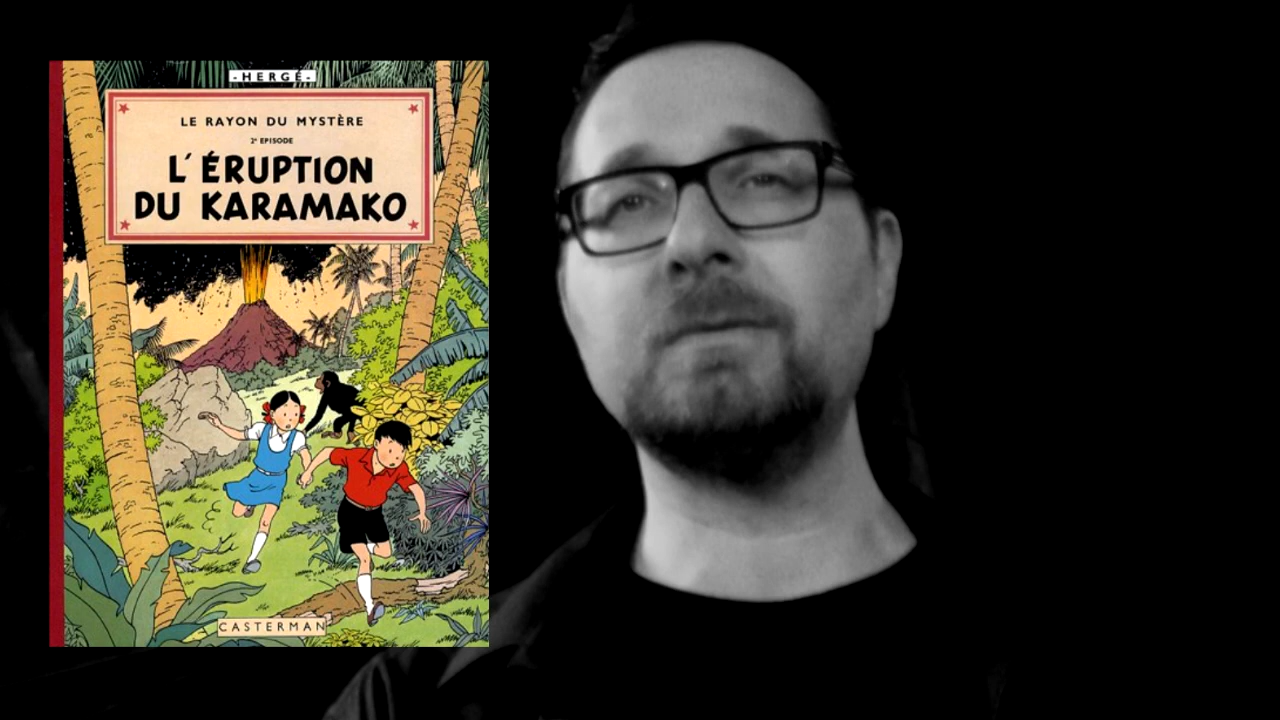 -HERGÉ-
LE RAYON DU MYSTÈRE
2e EPISODE
L'ÉRUPTION
DU KARAMAKO
CASTERMAN